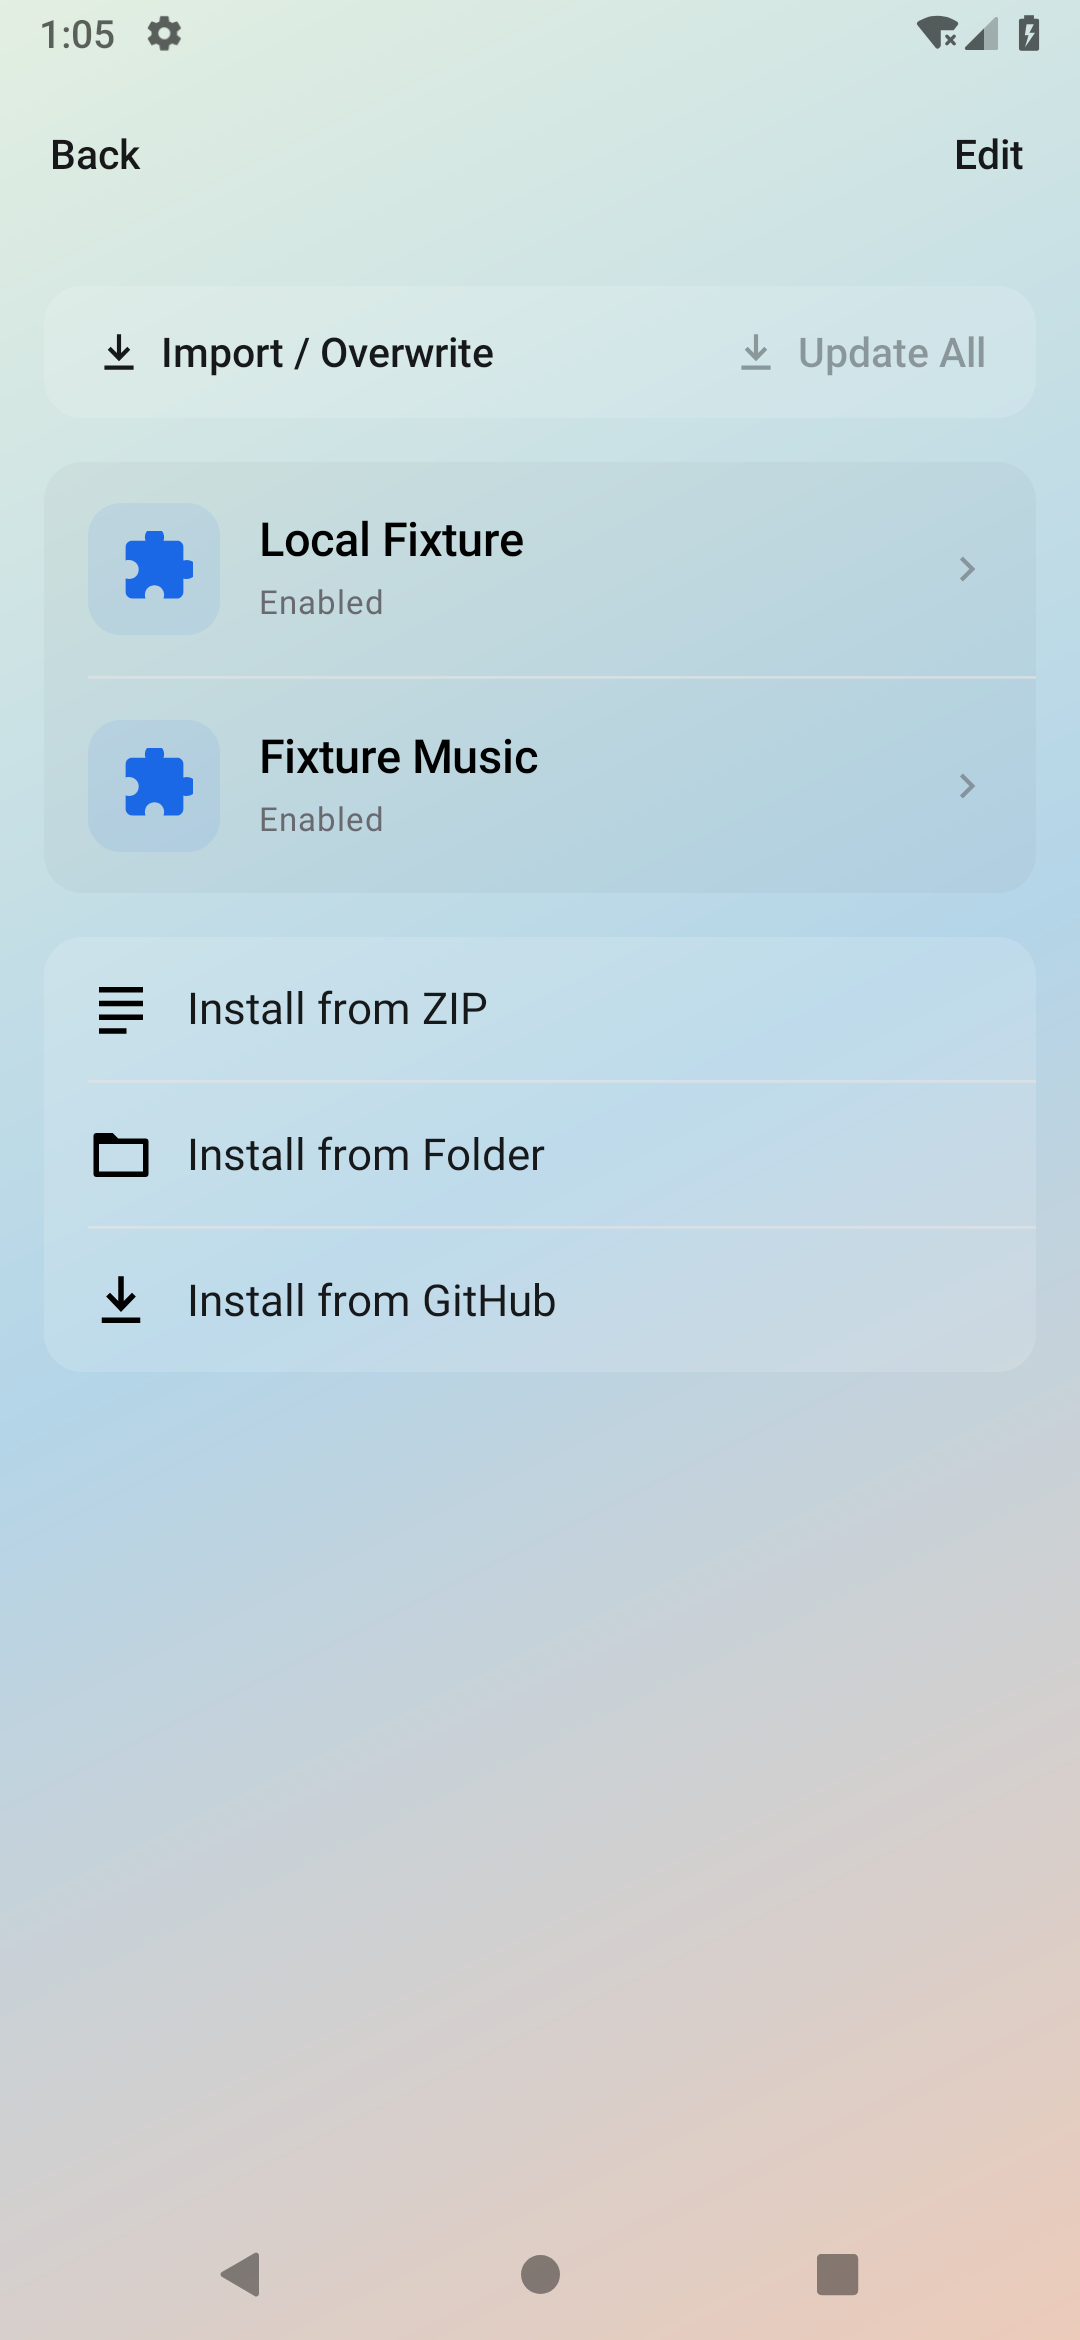 1:05
Back
Edit
Import / Overwrite
Update All
Local Fixture
Enabled
Fixture Music
Enabled
Install from ZIP
Install from Folder
Install from GitHub